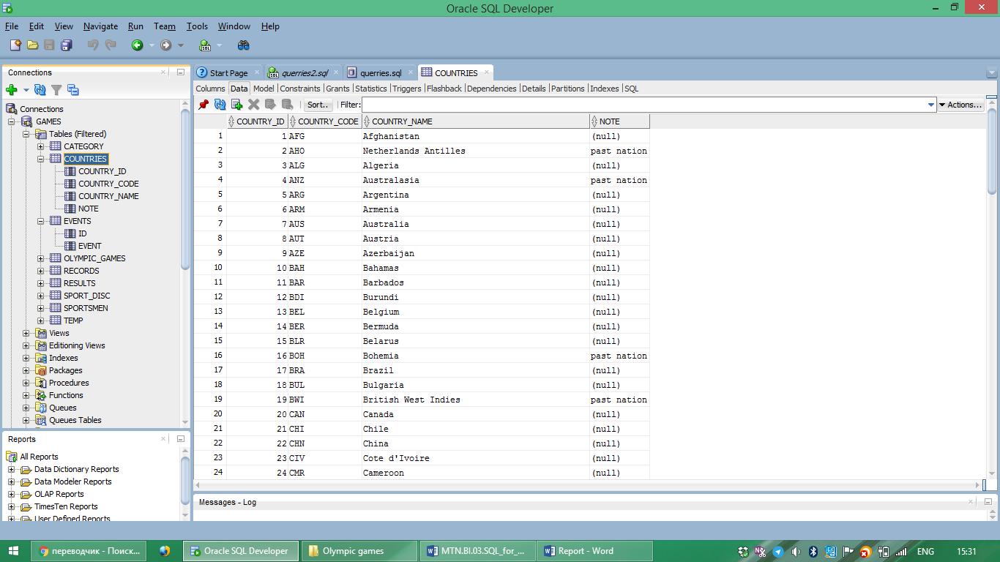 Oracle SQL Developer
File Edit View Navigate Run Team Tools Window Help
Connections
Connections
GAMES
Tables (Filtered)
CATEGORY
COUNTRIES
COUNTRY_ID
COUNTRY_CODE
COUNTRY_NAME
NOTE
EVENTS
ID
EVENT
OLYMPIC_GAMES
RECORDS
RESULTS
SPORT_DISC
SPORTSMEN
TEMP
Views
Editioning Views
Indexes
Packages
Procedures
Functions
Queues
Queues Tables
Reports
All Reports
Data Dictionary Reports
Data Modeler Reports
OLAP Reports
TimesTen Reports
User Defined Reports
Start Page querries2.sql querries.sql COUNTRIES
Columns Data Model Constraints Grants Statistics Triggers Flashback Dependencies Details Partitions Indexes SQL
Sort.. Filter: Actions...
COUNTRY_ID COUNTRY_CODE COUNTRY_NAME NOTE
1 1 AFG Afghanistan (null)
2 2 AHO Netherlands Antilles past nation
3 3 ALG Algeria (null)
4 4 ANZ Australasia past nation
5 5 ARG Argentina (null)
6 6 ARM Armenia (null)
7 7 AUS Australia (null)
8 8 AUT Austria (null)
9 9 AZE Azerbaijan (null)
10 10 BAH Bahamas (null)
11 11 BAR Barbados (null)
12 12 BDI Burundi (null)
13 13 BEL Belgium (null)
14 14 BER Bermuda (null)
15 15 BLR Belarus (null)
16 16 BOH Bohemia past nation
17 17 BRA Brazil (null)
18 18 BUL Bulgaria (null)
19 19 BWI British West Indies past nation
20 20 CAN Canada (null)
21 21 CHI Chile (null)
22 22 CHN China (null)
23 23 CIV Cote d'Ivoire (null)
24 24 CMR Cameroon (null)
Messages - Log
переводчик - Поиск... Oracle SQL Developer Olympic games MTN.BI.03.SQL_for_... Report - Word ENG 15:31